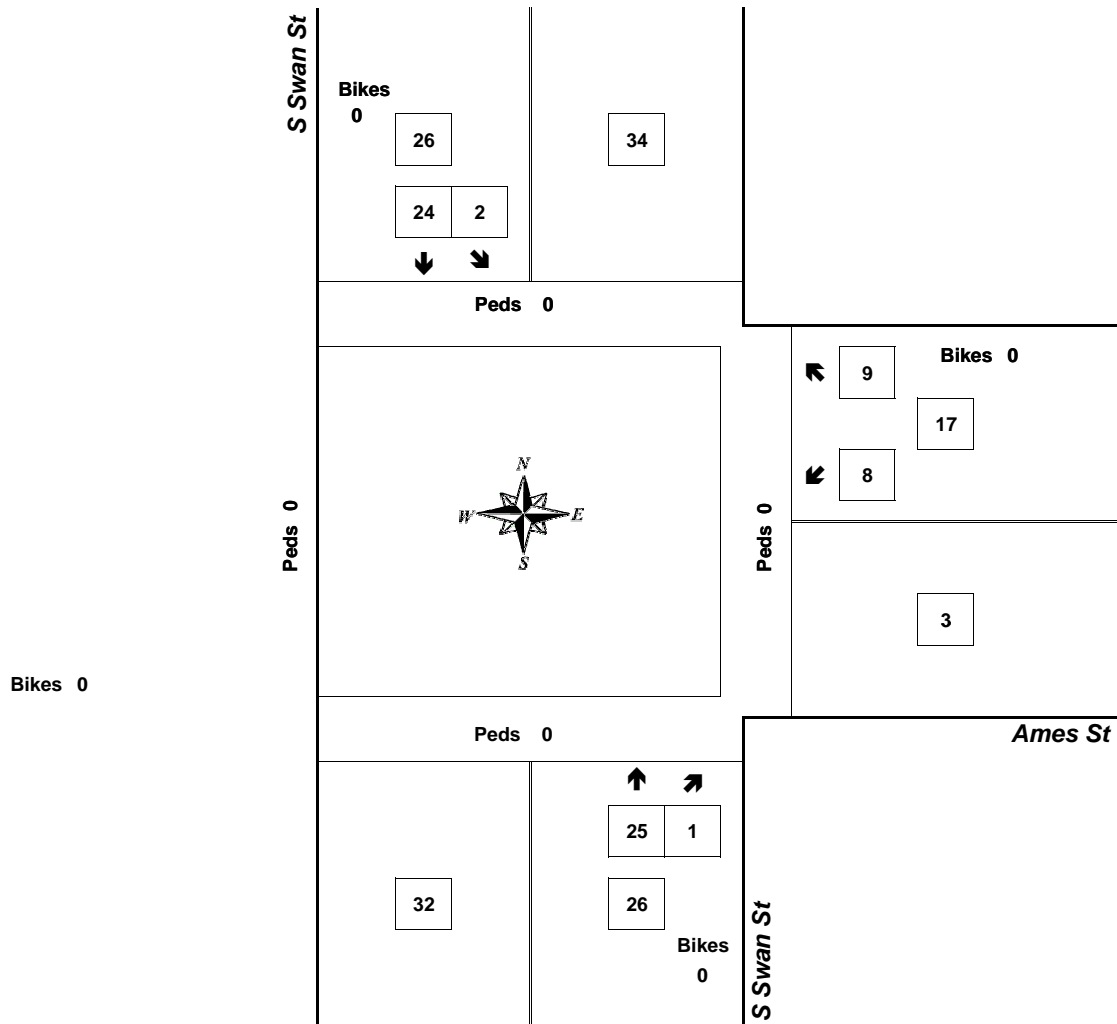 S Swan St
Bikes
0
26
34
24 2
Peds 0
Bikes 0
9
17
8
N
W E
S
Peds 0
Peds 0
3
Bikes 0
Peds 0
Ames St
25 1
32
26
Bikes
0
S Swan St